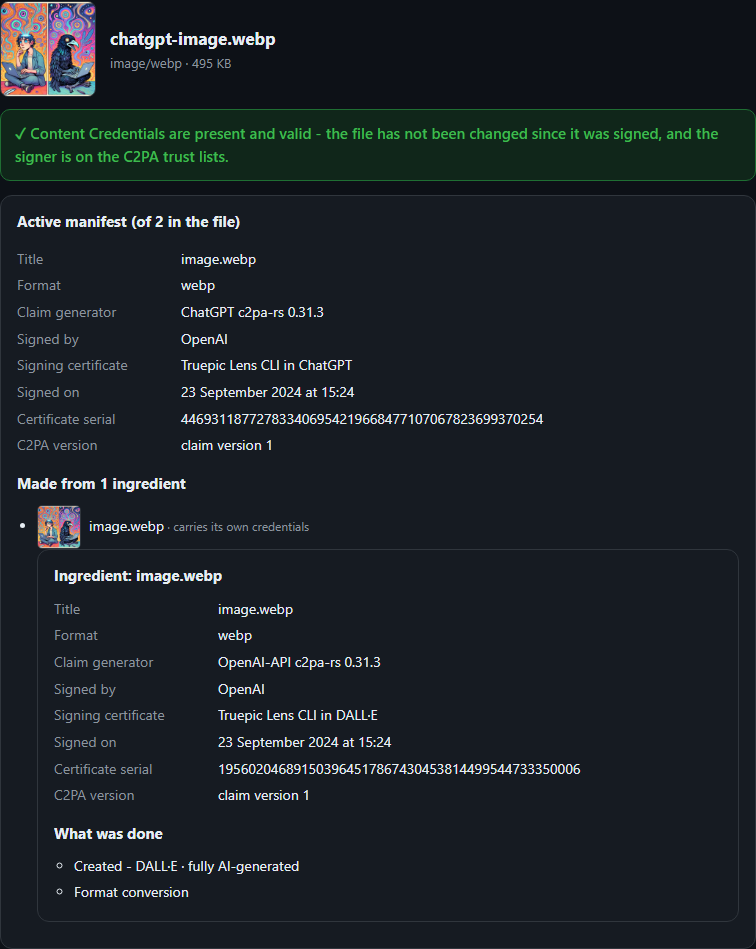 chatgpt-image.webp
image/webp · 495 KB
✓ Content Credentials are present and valid - the file has not been changed since it was signed, and the
signer is on the C2PA trust lists.
Active manifest (of 2 in the file)
Title image.webp
Format webp
Claim generator ChatGPT c2pa-rs 0.31.3
Signed by OpenAI
Signing certificate Truepic Lens CLI in ChatGPT
Signed on 23 September 2024 at 15:24
Certificate serial 446931187727833406954219668477107067823699370254
C2PA version claim version 1
Made from 1 ingredient
• image.webp · carries its own credentials
Ingredient: image.webp
Title image.webp
Format webp
Claim generator OpenAI-API c2pa-rs 0.31.3
Signed by OpenAI
Signing certificate Truepic Lens CLI in DALL·E
Signed on 23 September 2024 at 15:24
Certificate serial 195602046891503964517867430453814499544733350006
C2PA version claim version 1
What was done
◦ Created - DALL·E · fully AI-generated
◦ Format conversion